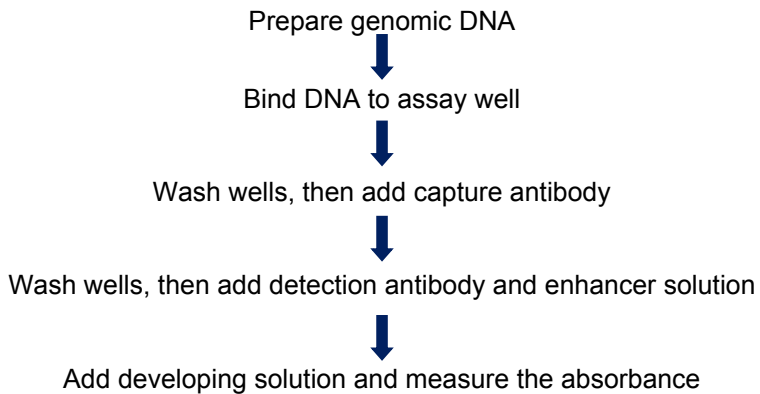 Prepare genomic DNA
Bind DNA to assay well
Wash wells, then add capture antibody
Wash wells, then add detection antibody and enhancer solution
Add developing solution and measure the absorbance